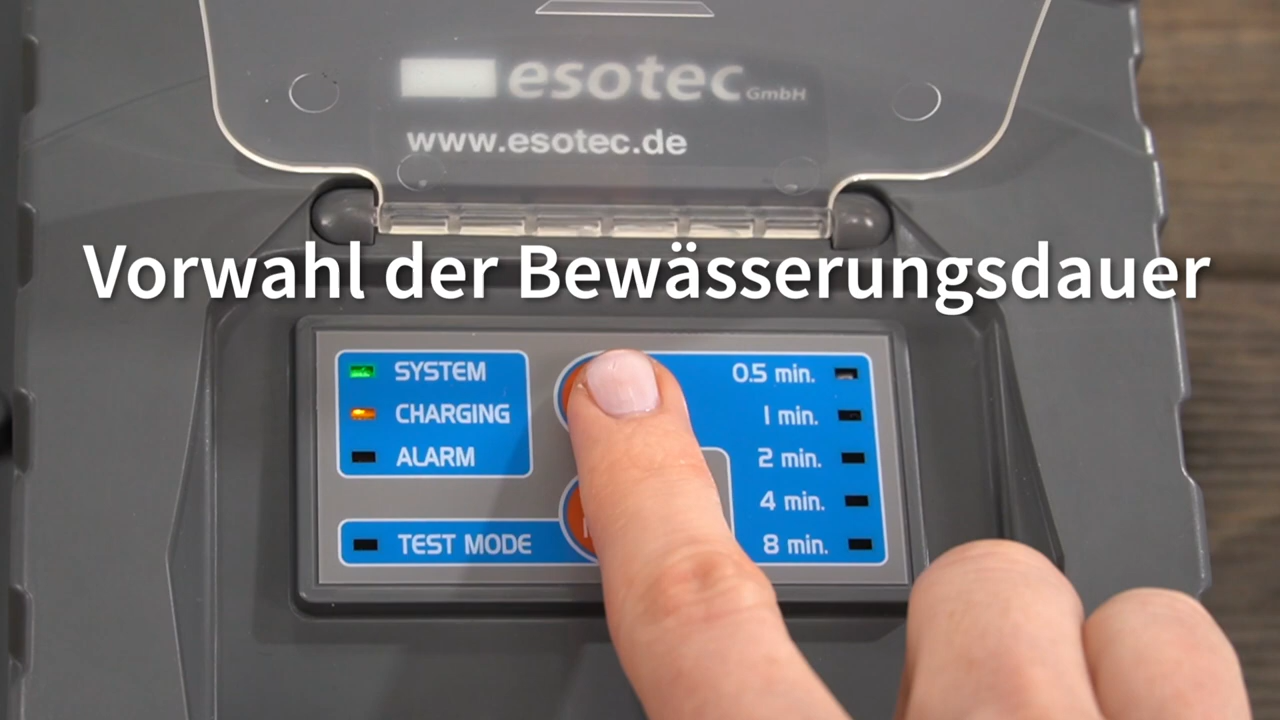 esotec GmbH
www.esotec.de
Vorwahl der Bewässerungsdauer
SYSTEM
CHARGING
ALARM
TEST MODE
0.5 min.
1 min.
2 min.
4 min.
8 min.